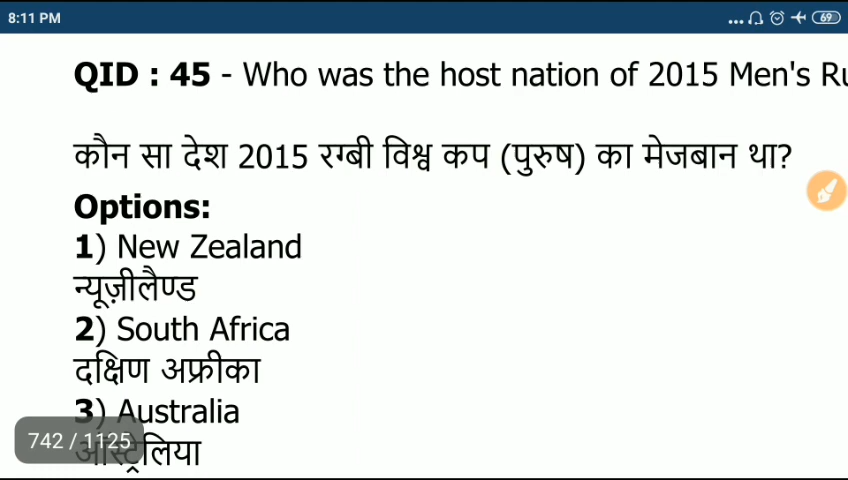 8:11 PM
69
QID : 45 - Who was the host nation of 2015 Men's
कौन सा देश 2015 रग्बी विश्व कप (पुरुष) का मेजबान था?
Options:
1) New Zealand
न्यूज़ीलैण्ड
2) South Africa
दक्षिण अफ्रीका
3) Australia
742 / 1125
ऑस्ट्रेलिया